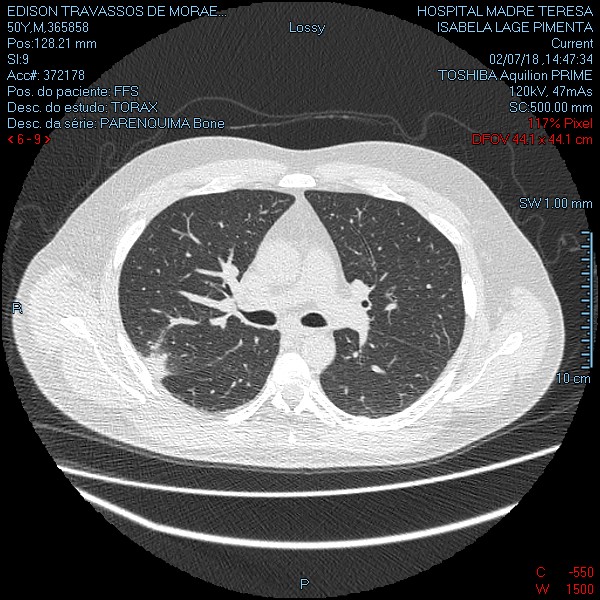 EDISON TRAVASSOS DE MORAE...
50Y,M,365858
Pos:128.21 mm
SI:9
Acc#: 372178
Pos. do paciente: FFS
Desc. do estudo: TORAX
Desc. da série: PARENQUIMA Bone
< 6 - 9 >
Lossy
HOSPITAL MADRE TERESA
ISABELA LAGE PIMENTA
Current
02/07/18 ,14:47:34
TOSHIBA Aquilion PRIME
120kV, 47mAs
SC:500.00 mm
117% Pixel
DFOV 44.1 x 44.1 cm
SW 1.00 mm
R
10 cm
P
C -550
W 1500